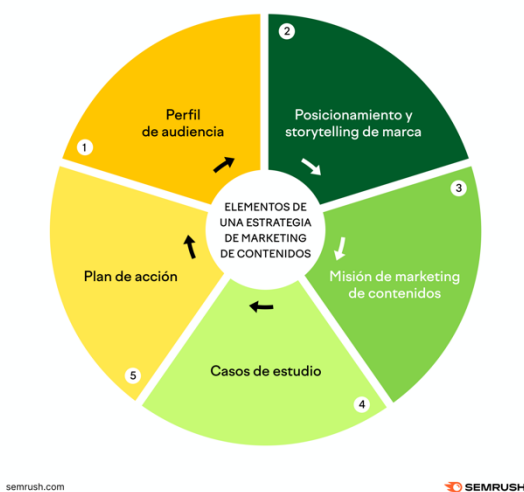 ELEMENTOS DE
UNA ESTRATEGIA
DE MARKETING
DE CONTENIDOS
1
Perfil
de audiencia
2
Posicionamiento y
storytelling de marca
3
Misión de marketing
de contenidos
4
Casos de estudio
5
Plan de acción
semrush.com
SEMRUSH